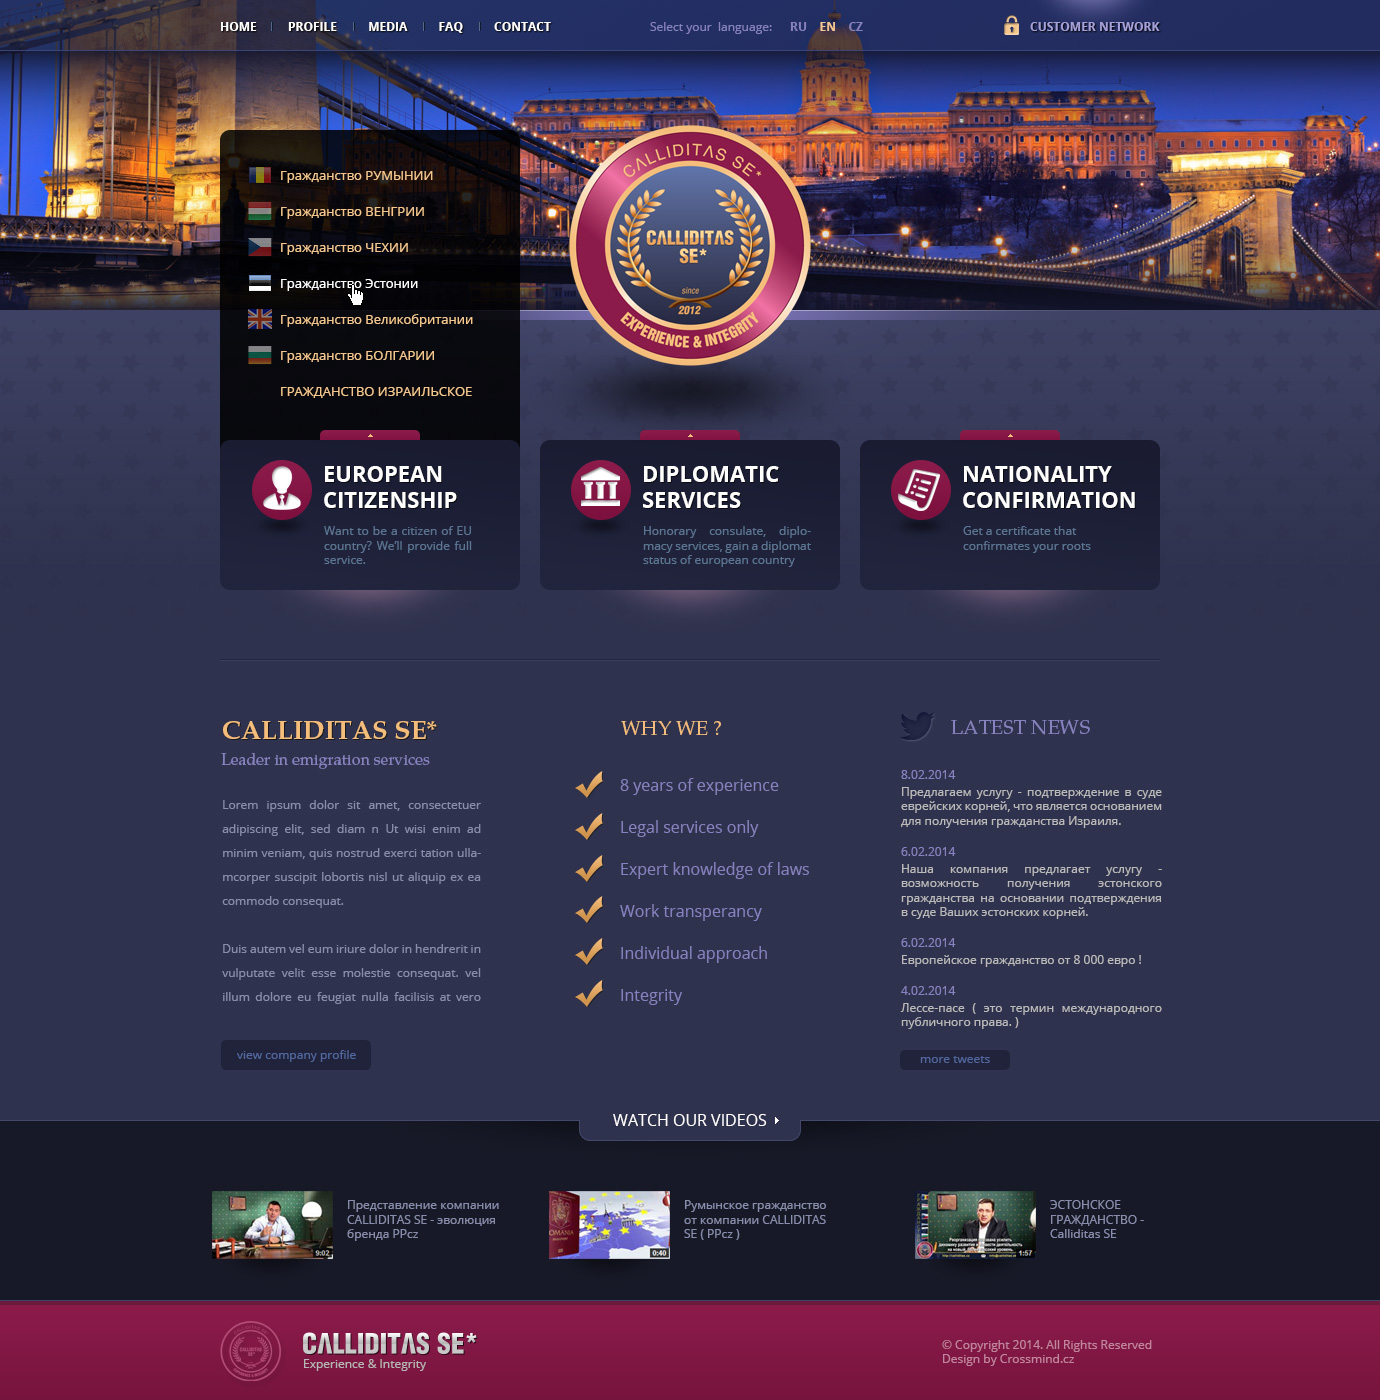 HOME
PROFILE
MEDIA
FAQ
CONTACT
Select your language:
RU
EN
CZ
CUSTOMER NETWORK
Гражданство РУМЫНИИ
Гражданство ВЕНГРИИ
Гражданство ЧЕХИИ
Гражданство Эстонии
Гражданство Великобритании
Гражданство БОЛГАРИИ
ГРАЖДАНСТВО ИЗРАИЛЬСКОЕ
CALLIDITAS SE*
CALLIDITAS
SE*
since
2012
EXPERIENCE & INTEGRITY
EUROPEAN
CITIZENSHIP
Want to be a citizen of EU
country? We'll provide full
service.
DIPLOMATIC
SERVICES
Honorary consulate, diplo-
macy services, gain a diplomat
status of european country
NATIONALITY
CONFIRMATION
Get a certificate that
confirmates your roots
CALLIDITAS SE*
Leader in emigration services
Lorem ipsum dolor sit amet, consectetuer
adipiscing elit, sed diam n Ut wisi enim ad
minim veniam, quis nostrud exerci tation ulla-
mcorper suscipit lobortis nisl ut aliquip ex ea
commodo consequat.
Duis autem vel eum iriure dolor in hendrerit in
vulputate velit esse molestie consequat. vel
illum dolore eu feugiat nulla facilisis at vero
view company profile
WHY WE ?
8 years of experience
Legal services only
Expert knowledge of laws
Work transperancy
Individual approach
Integrity
LATEST NEWS
8.02.2014
Предлагаем услугу - подтверждение в суде
еврейских корней, что является основанием
для получения гражданства Израиля.
6.02.2014
Наша компания предлагает услугу -
возможность получения эстонского
гражданства на основании подтверждения
в суде Ваших эстонских корней.
6.02.2014
Европейское гражданство от 8 000 евро !
4.02.2014
Лессе-пасе ( это термин международного
публичного права. )
more tweets
WATCH OUR VIDEOS
9:02
Представление компании
CALLIDITAS SE - эволюция
бренда PPcz
0:40
Румынское гражданство
от компании CALLIDITAS
SE ( PPcz )
1:57
ЭСТОНСКОЕ
ГРАЖДАНСТВО -
Calliditas SE
CALLIDITAS SE*
Experience & Integrity
© Copyright 2014. All Rights Reserved
Design by Crossmind.cz